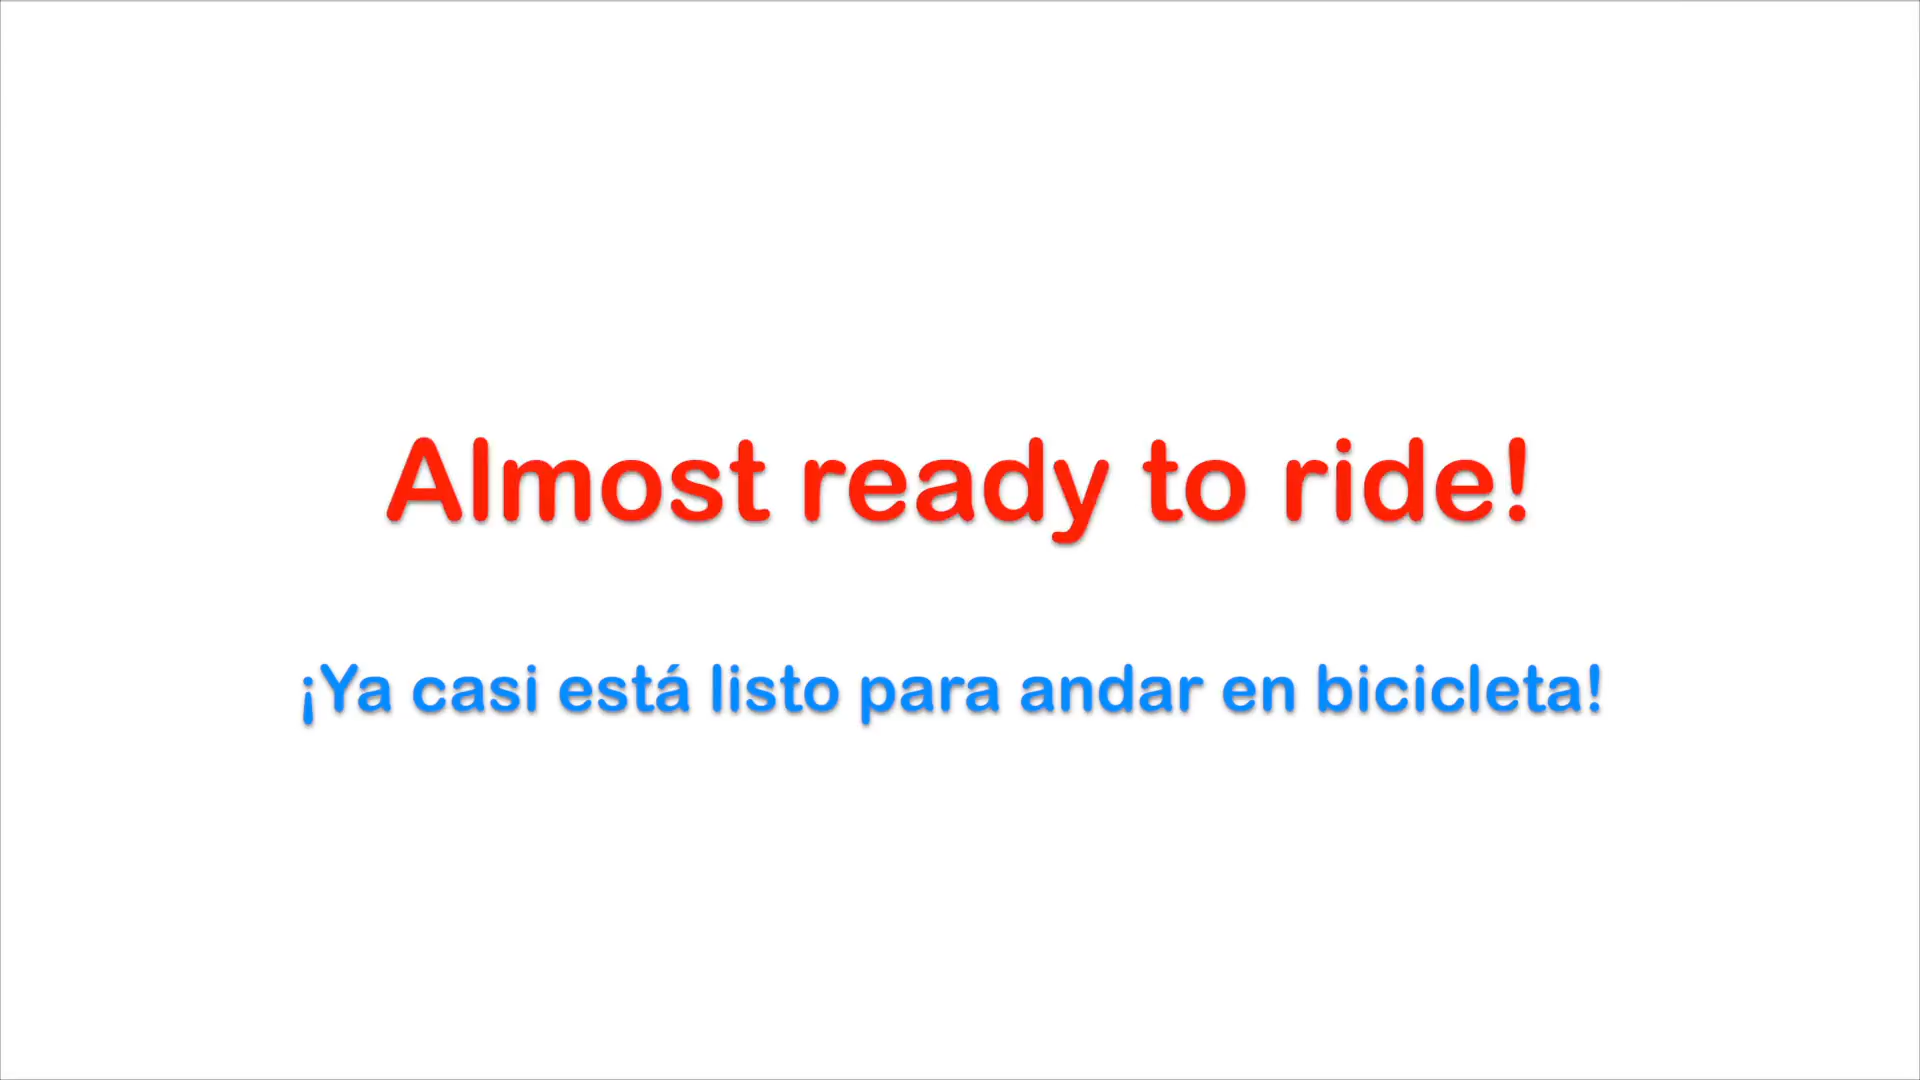 Almost ready to ride!
¡Ya casi está listo para andar en bicicleta!